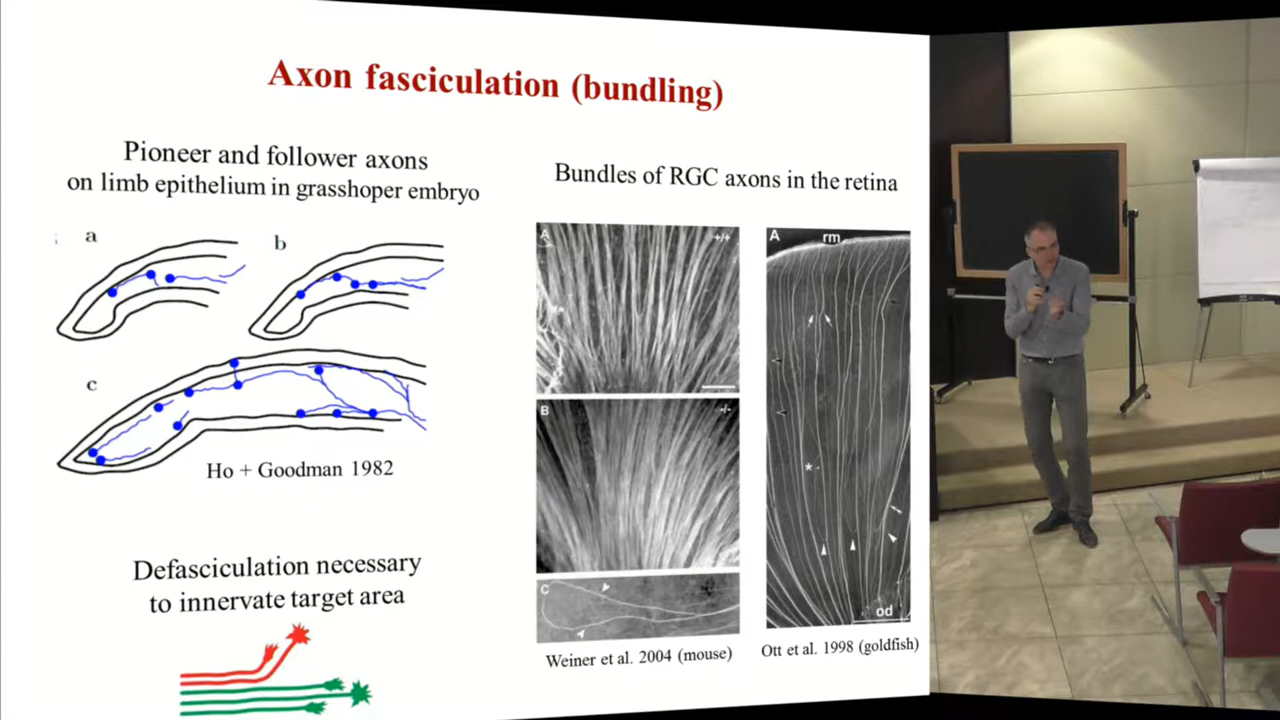 Axon fasciculation (bundling)
Pioneer and follower axons
on limb epithelium in grasshoper embryo
a
b
c
Ho + Goodman 1982
Defasciculation necessary
to innervate target area
Bundles of RGC axons in the retina
A
+/+
B
-/-
C
Weiner et al. 2004 (mouse)
A
rm
*
od
Ott et al. 1998 (goldfish)